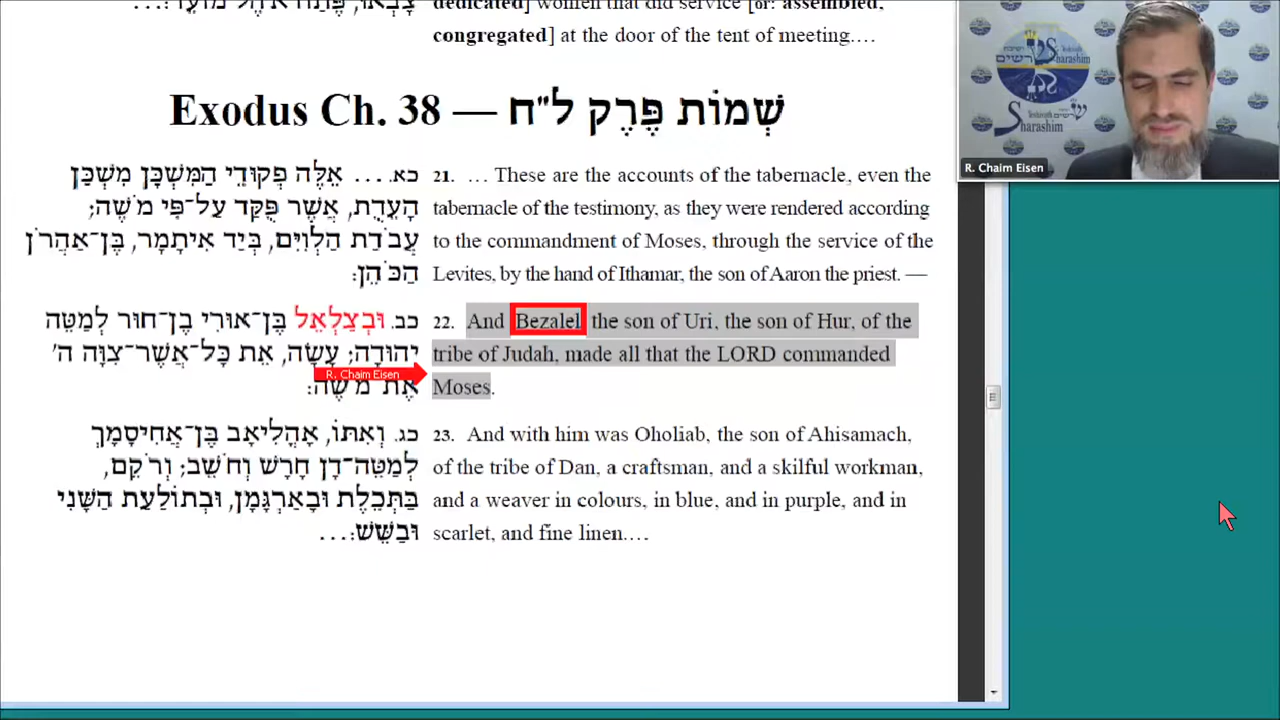 צָבְאוּ, פֶּתַח אֹהֶל מוֹעֵד:...
dedicated] women that did service [or: assembled,
congregated] at the door of the tent of meeting....
Exodus Ch. 38 — שְׁמוֹת פֶּרֶק ל"ח
כא. ... אֵלֶּה פְקוּדֵי הַמִּשְׁכָּן מִשְׁכַּן
הָעֵדֻת, אֲשֶׁר פֻּקַּד עַל־פִּי מֹשֶׁה;
עֲבֹדַת הַלְוִיִּם, בְּיַד אִיתָמָר, בֶּן־אַהֲרֹן
הַכֹּהֵן:
21. ... These are the accounts of the tabernacle, even the
tabernacle of the testimony, as they were rendered according
to the commandment of Moses, through the service of the
Levites, by the hand of Ithamar, the son of Aaron the priest. —
כב. וּבְצַלְאֵל בֶּן־אוּרִי בֶן־חוּר לְמַטֵּה
יְהוּדָה; עָשָׂה, אֵת כָּל־אֲשֶׁר־צִוָּה ה'
אֶת מֹשֶׁה:
R. Chaim Eisen
22. And Bezalel the son of Uri, the son of Hur, of the
tribe of Judah, made all that the LORD commanded
Moses.
כג. וְאִתּוֹ, אָהֳלִיאָב בֶּן־אֲחִיסָמָךְ
לְמַטֵּה־דָן חָרָשׁ וְחֹשֵׁב; וְרֹקֵם,
בַּתְּכֵלֶת וּבָאַרְגָּמָן, וּבְתוֹלַעַת הַשָּׁנִי
וּבַשֵּׁשׁ:...
23. And with him was Oholiab, the son of Ahisamach,
of the tribe of Dan, a craftsman, and a skilful workman,
and a weaver in colours, in blue, and in purple, and in
scarlet, and fine linen....
Sharashim
R. Chaim Eisen